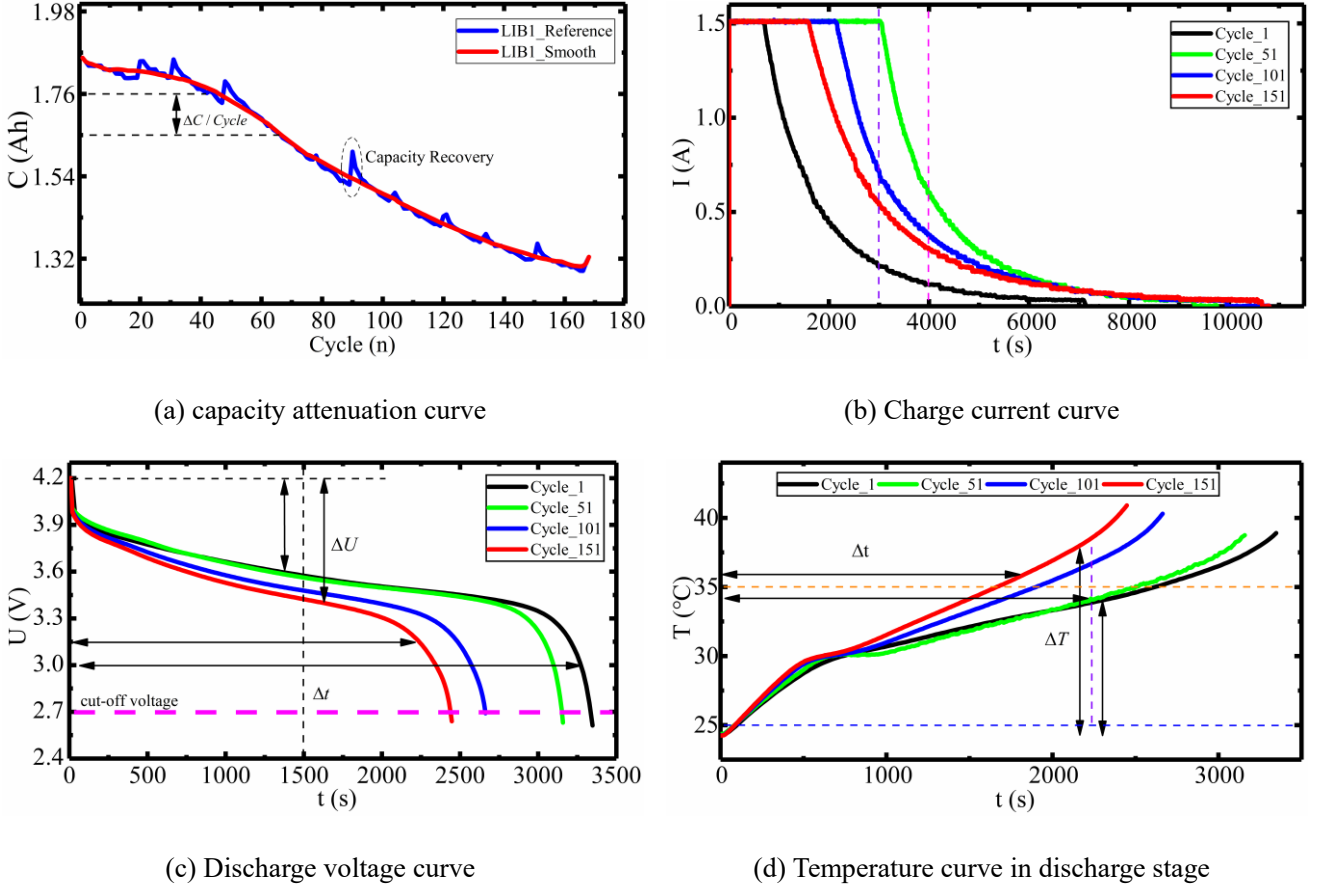 1.98
1.76
1.54
1.32
C (Ah)
LIB1_Reference
LIB1_Smooth
ΔC / Cycle
Capacity Recovery
0 20 40 60 80 100 120 140 160 180
Cycle (n)
(a) capacity attenuation curve
1.5
1.0
0.5
0.0
I (A)
Cycle_1
Cycle_51
Cycle_101
Cycle_151
0 2000 4000 6000 8000 10000
t (s)
(b) Charge current curve
4.2
3.9
3.6
3.3
3.0
2.7
2.4
U (V)
Cycle_1
Cycle_51
Cycle_101
Cycle_151
ΔU
cut-off voltage
Δt
0 500 1000 1500 2000 2500 3000 3500
t (s)
(c) Discharge voltage curve
40
35
30
25
T (°C)
Cycle_1 Cycle_51 Cycle_101 Cycle_151
Δt
ΔT
0 1000 2000 3000
t (s)
(d) Temperature curve in discharge stage